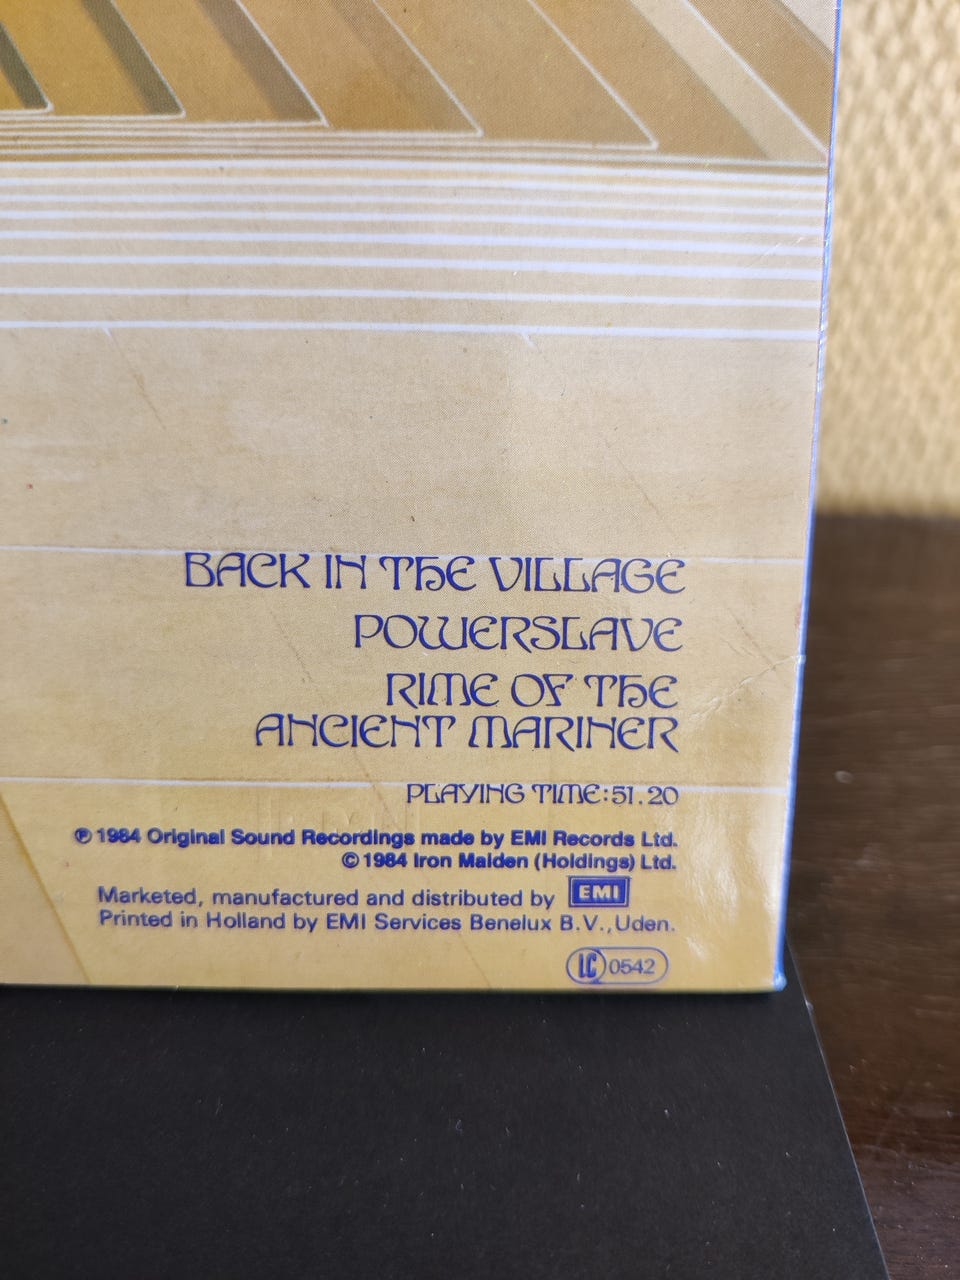 BACK IN THE VILLAGE
POWERSLAVE
RIME OF THE
ANCIENT MARINER
PLAYING TIME:51.20
℗ 1984 Original Sound Recordings made by EMI Records Ltd.
© 1984 Iron Maiden (Holdings) Ltd.
Marketed, manufactured and distributed by EMI
Printed in Holland by EMI Services Benelux B.V., Uden.
LC 0542